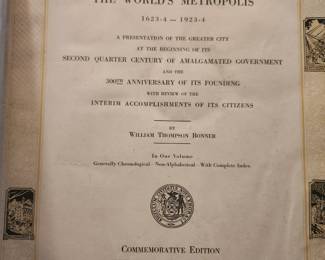 THE WORLD'S METROPOLIS
1623-4 — 1923-4
A PRESENTATION OF THE GREATER CITY
AT THE BEGINNING OF ITS
SECOND QUARTER CENTURY OF AMALGAMATED GOVERNMENT
AND THE
300TH ANNIVERSARY OF ITS FOUNDING
WITH REVIEW OF THE
INTERIM ACCOMPLISHMENTS OF ITS CITIZENS
BY
WILLIAM THOMPSON BONNER
In One Volume
Generally Chronological - Non-Alphabetical - With Complete Index
COMMEMORATIVE EDITION